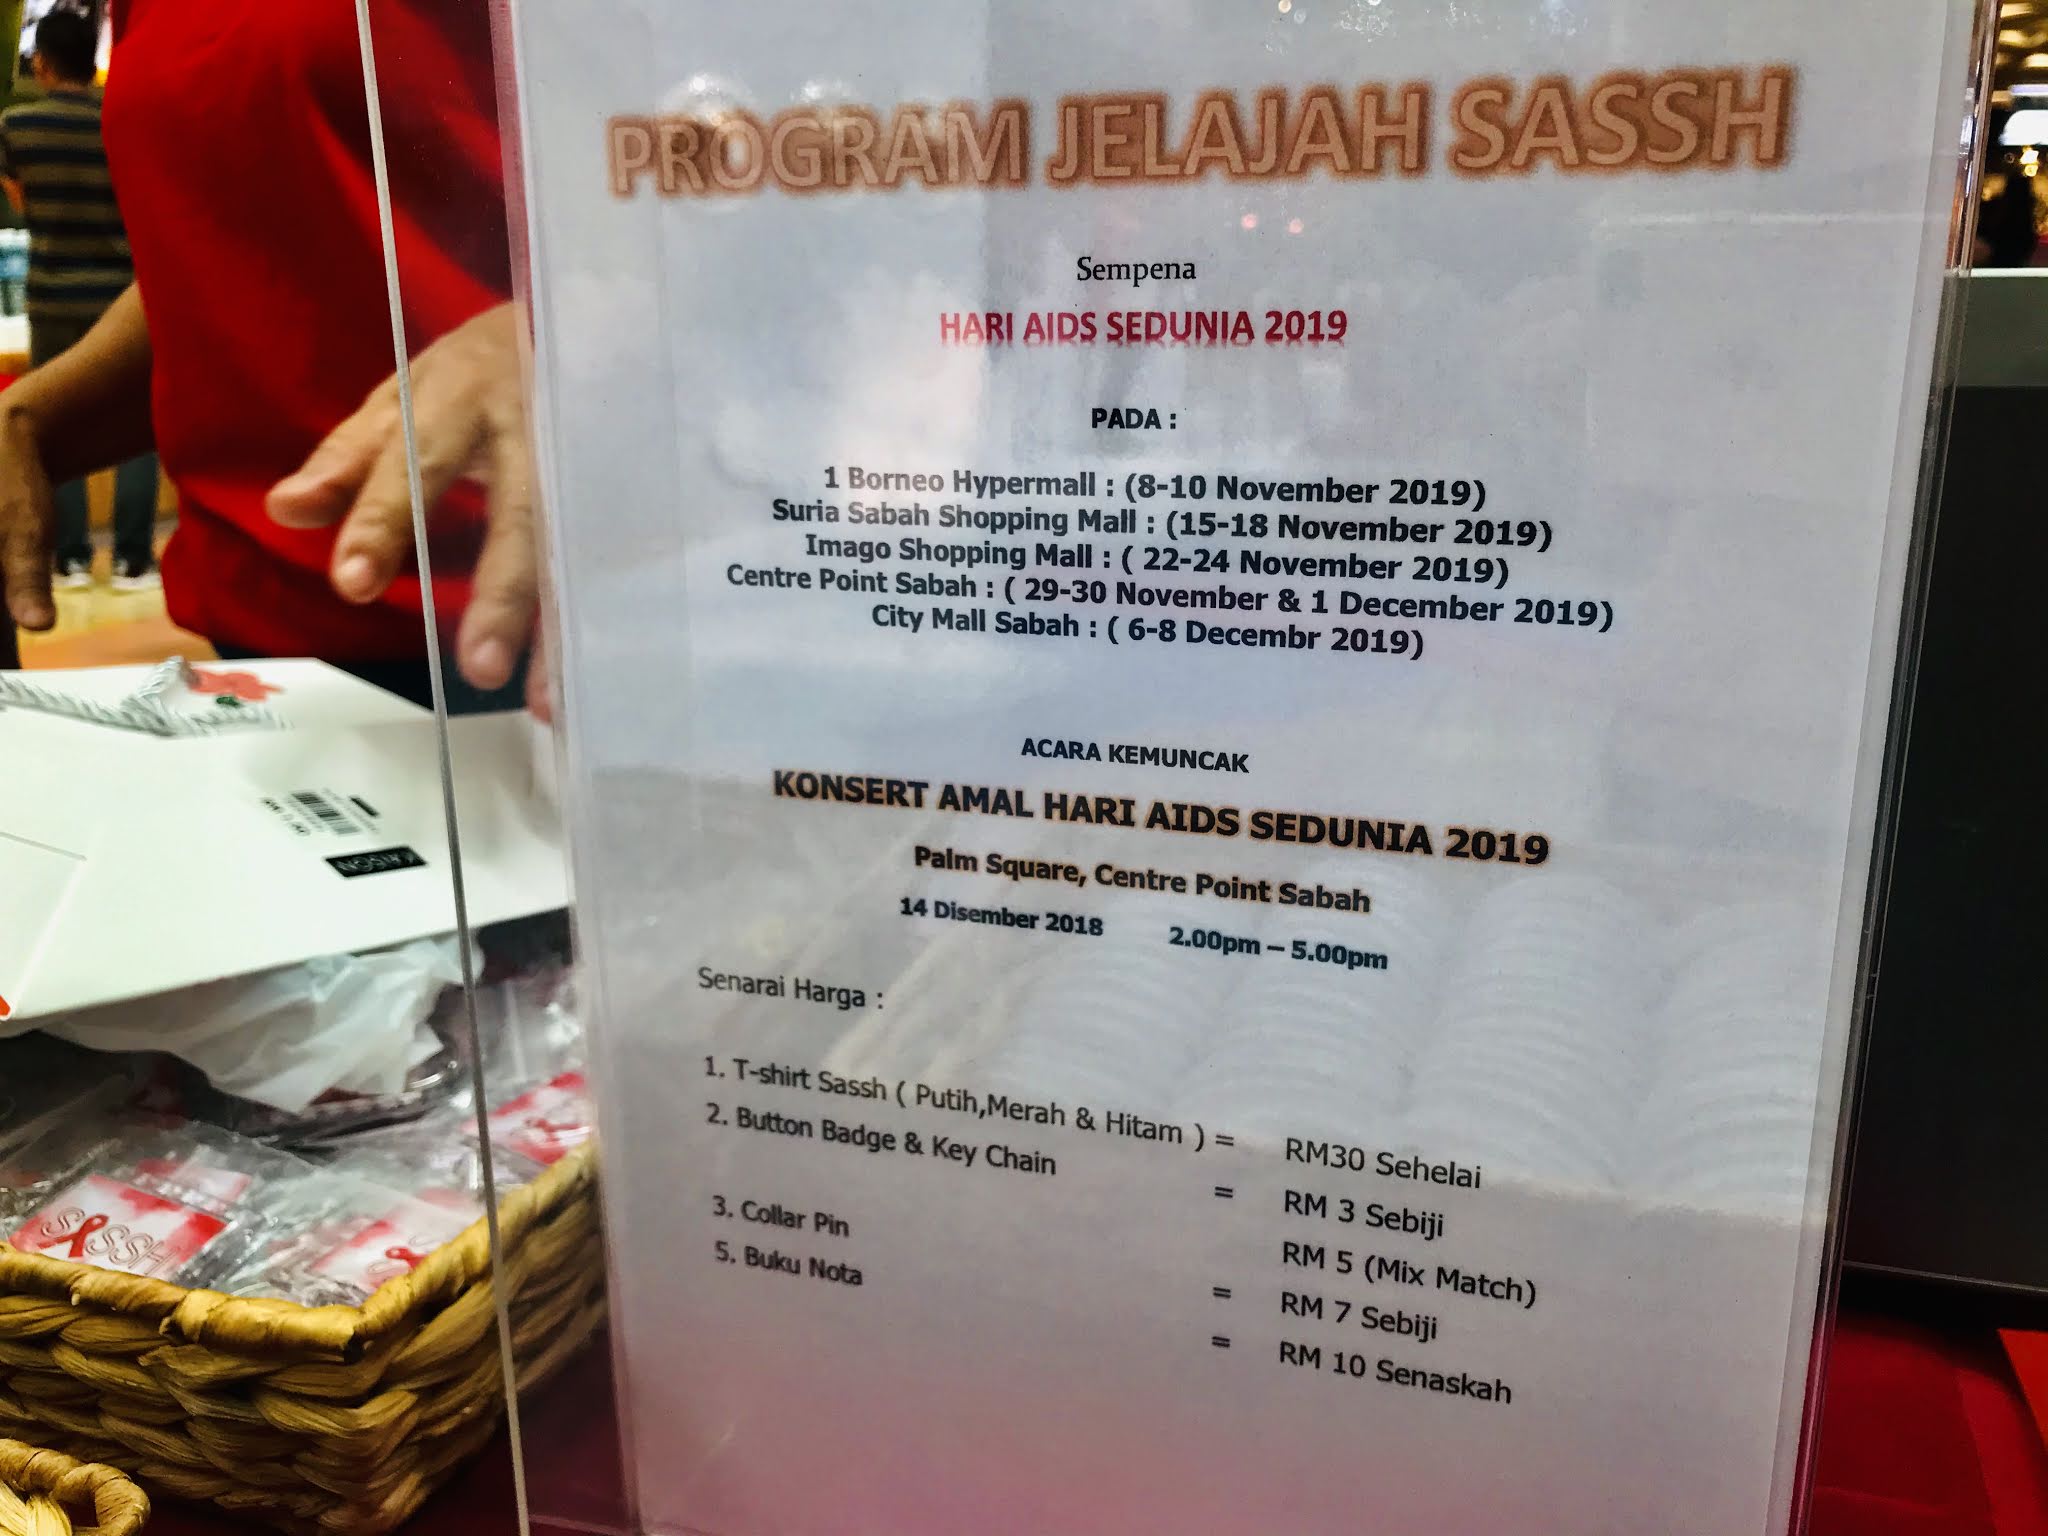 PROGRAM JELAJAH SASSH
Sempena
HARI AIDS SEDUNIA 2019
PADA :
1 Borneo Hypermall : (8-10 November 2019)
Suria Sabah Shopping Mall : (15-18 November 2019)
Imago Shopping Mall : ( 22-24 November 2019)
Centre Point Sabah : ( 29-30 November & 1 December 2019)
City Mall Sabah : ( 6-8 Decembr 2019)
ACARA KEMUNCAK
KONSERT AMAL HARI AIDS SEDUNIA 2019
Palm Square, Centre Point Sabah
14 Disember 2018 2.00pm – 5.00pm
Senarai Harga :
1. T-shirt Sassh ( Putih,Merah & Hitam ) = RM30 Sehelai
2. Button Badge & Key Chain = RM 3 Sebiji
RM 5 (Mix Match)
3. Collar Pin = RM 7 Sebiji
5. Buku Nota = RM 10 Senaskah
SASSH